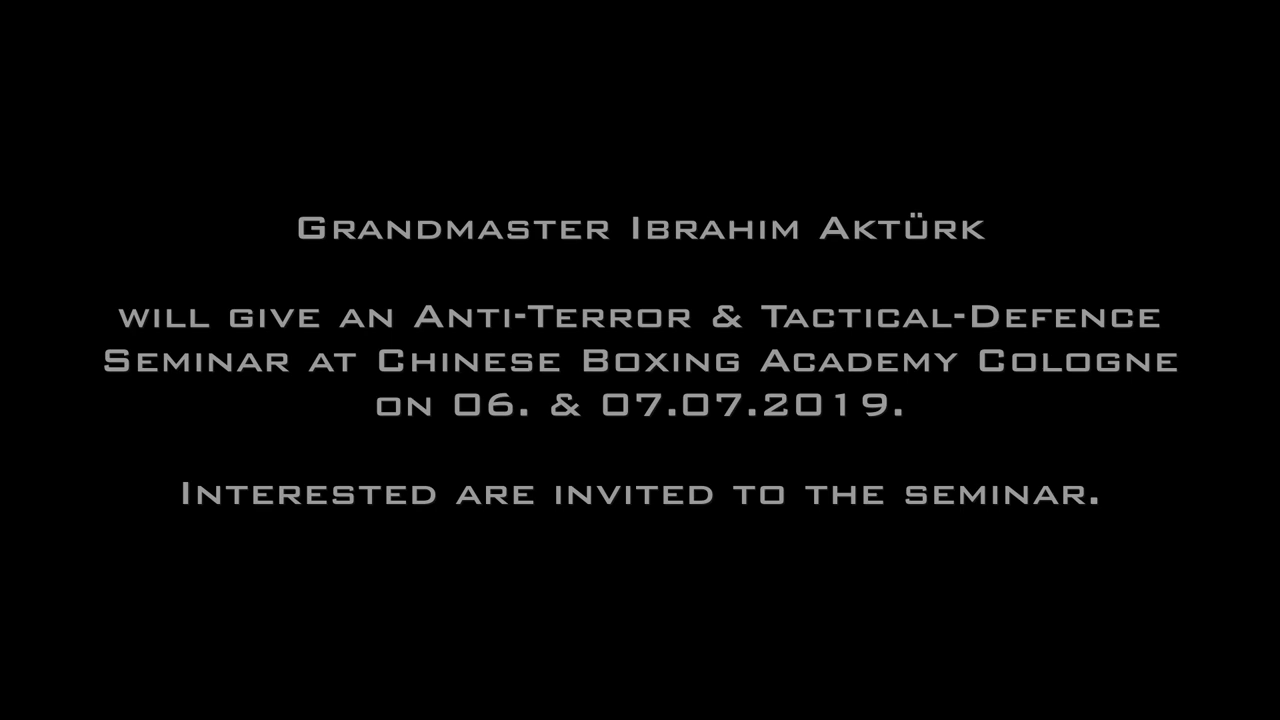 Grandmaster Ibrahim Aktürk
will give an Anti-Terror & Tactical-Defence
Seminar at Chinese Boxing Academy Cologne
on 06. & 07.07.2019.
Interested are invited to the seminar.